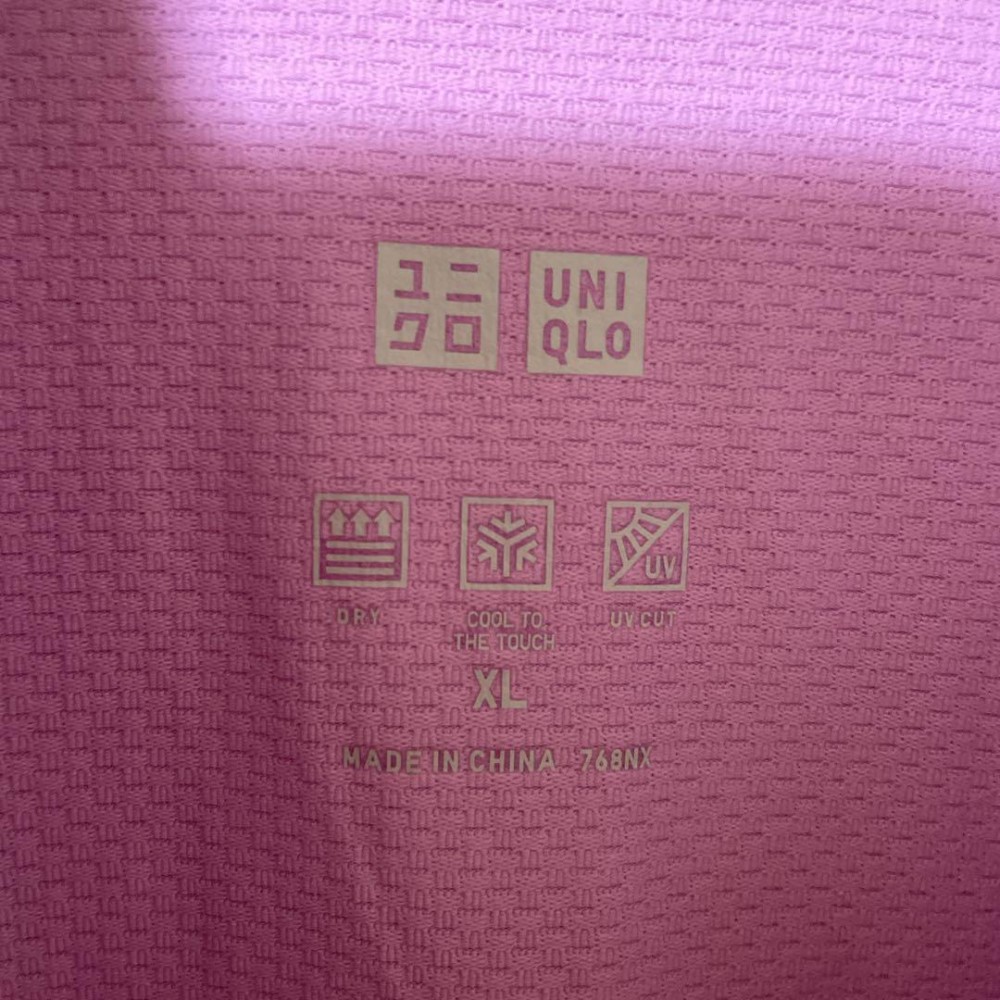 ユニ
クロ
UNI
QLO
UV
DRY
COOL TO
THE TOUCH
UV CUT
XL
MADE IN CHINA 768NX